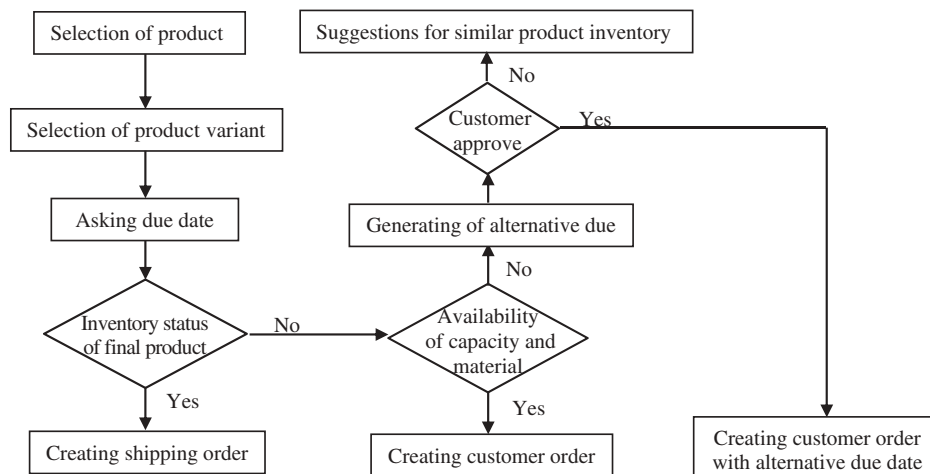 Selection of product
Selection of product variant
Asking due date
Inventory status
of final product
Yes
Creating shipping order
No
Availability
of capacity and
material
Yes
Creating customer order
No
Generating of alternative due
Customer
approve
No
Suggestions for similar product inventory
Yes
Creating customer order
with alternative due date